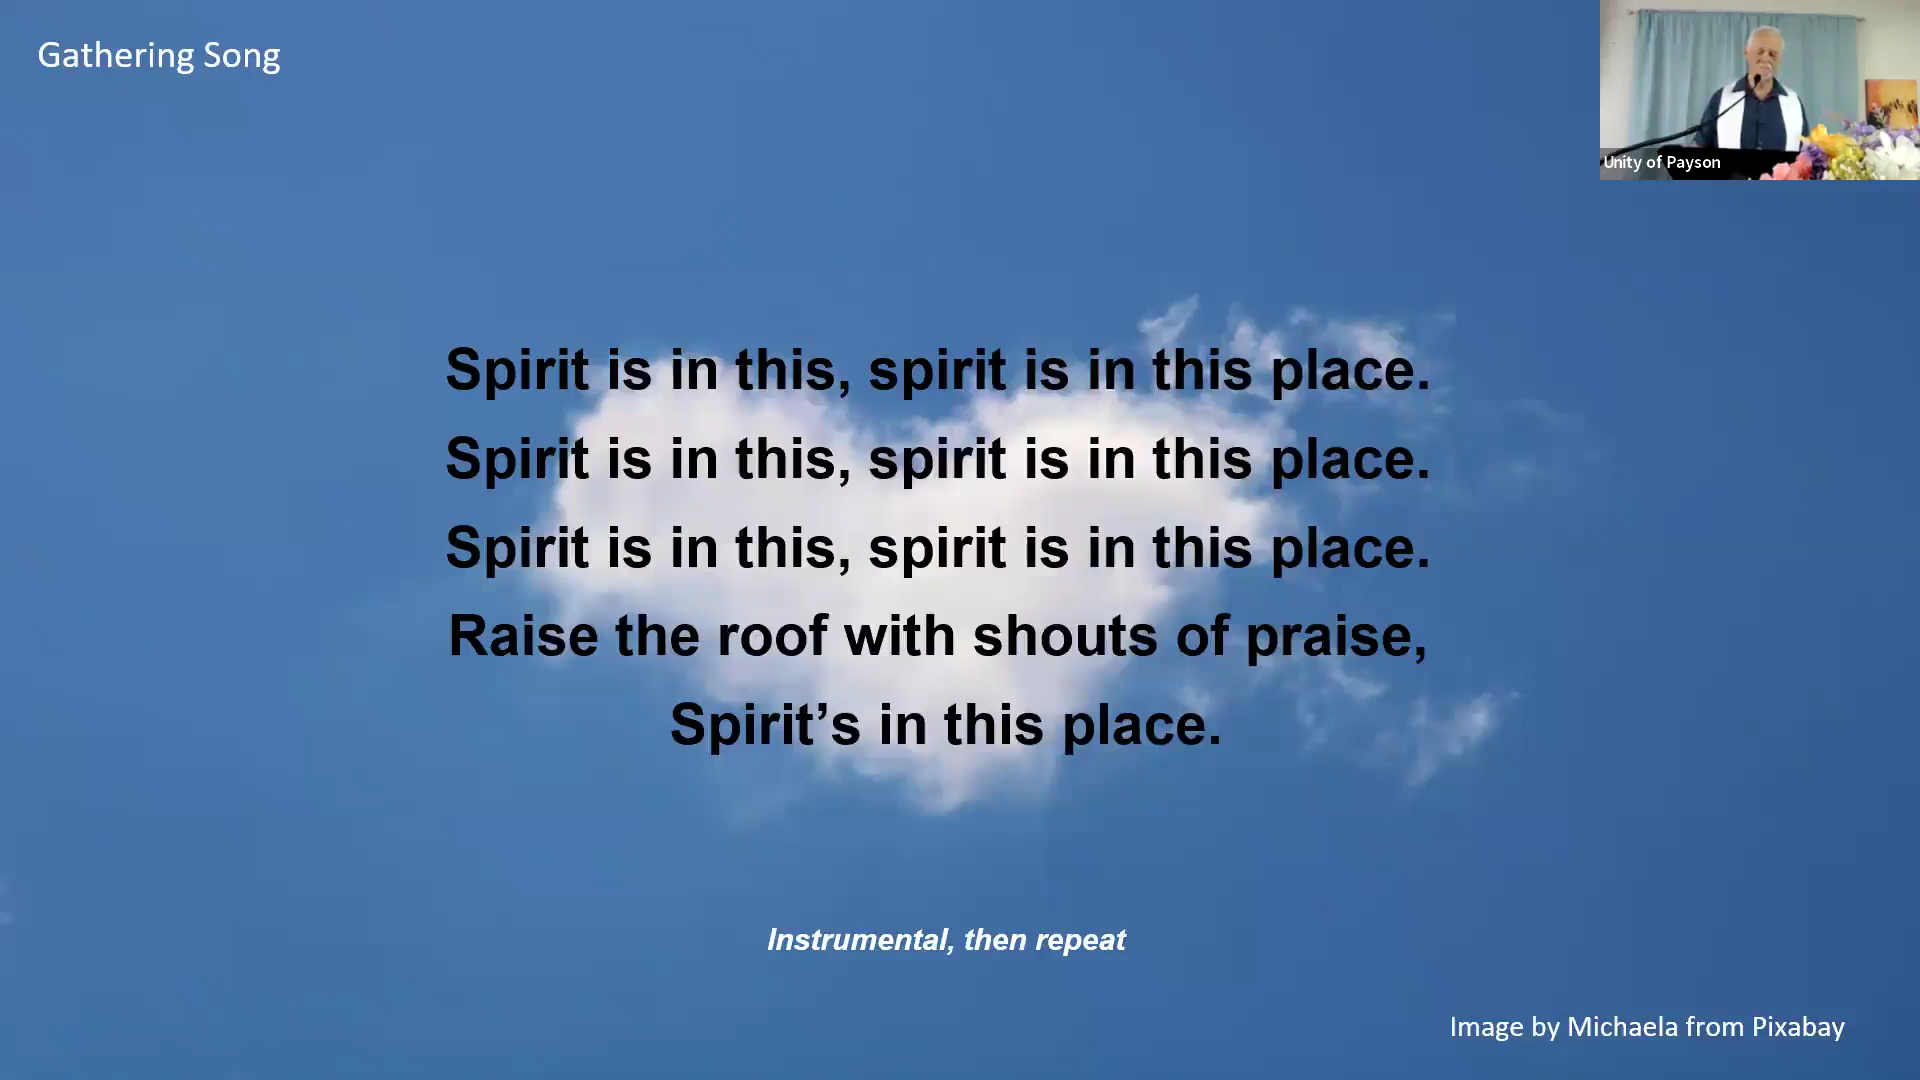 Gathering Song
Unity of Payson
Spirit is in this, spirit is in this place.
Spirit is in this, spirit is in this place.
Spirit is in this, spirit is in this place.
Raise the roof with shouts of praise,
Spirit’s in this place.
Instrumental, then repeat
Image by Michaela from Pixabay